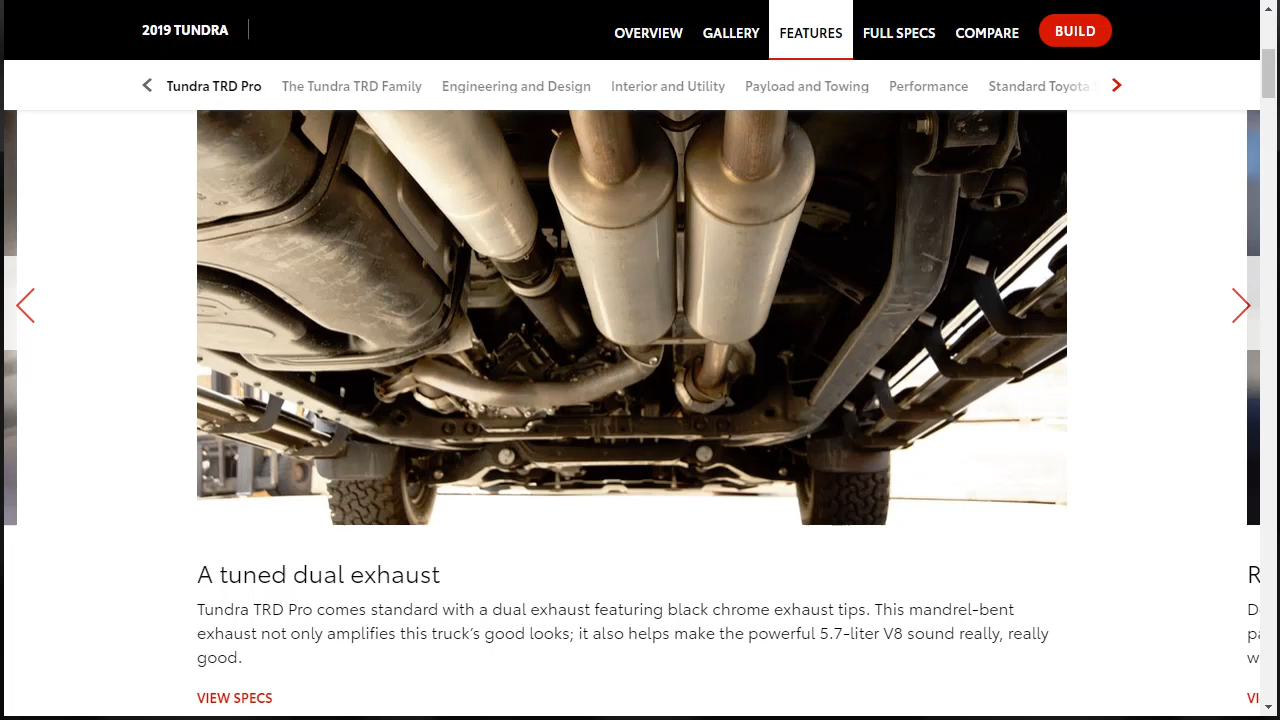 2019 TUNDRA
OVERVIEW GALLERY FEATURES FULL SPECS COMPARE BUILD
Tundra TRD Pro The Tundra TRD Family Engineering and Design Interior and Utility Payload and Towing Performance Standard Toyota
A tuned dual exhaust
Tundra TRD Pro comes standard with a dual exhaust featuring black chrome exhaust tips. This mandrel-bent
exhaust not only amplifies this truck's good looks; it also helps make the powerful 5.7-liter V8 sound really, really
good.
VIEW SPECS